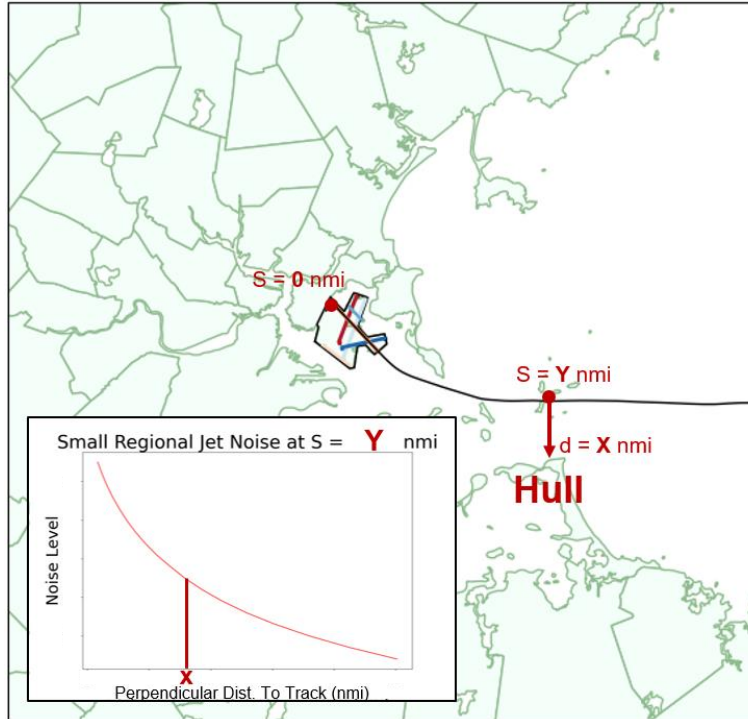 S = 0 nmi
S = Y nmi
d = X nmi
Hull
Small Regional Jet Noise at S = Y nmi
Noise Level
x
Perpendicular Dist. To Track (nmi)